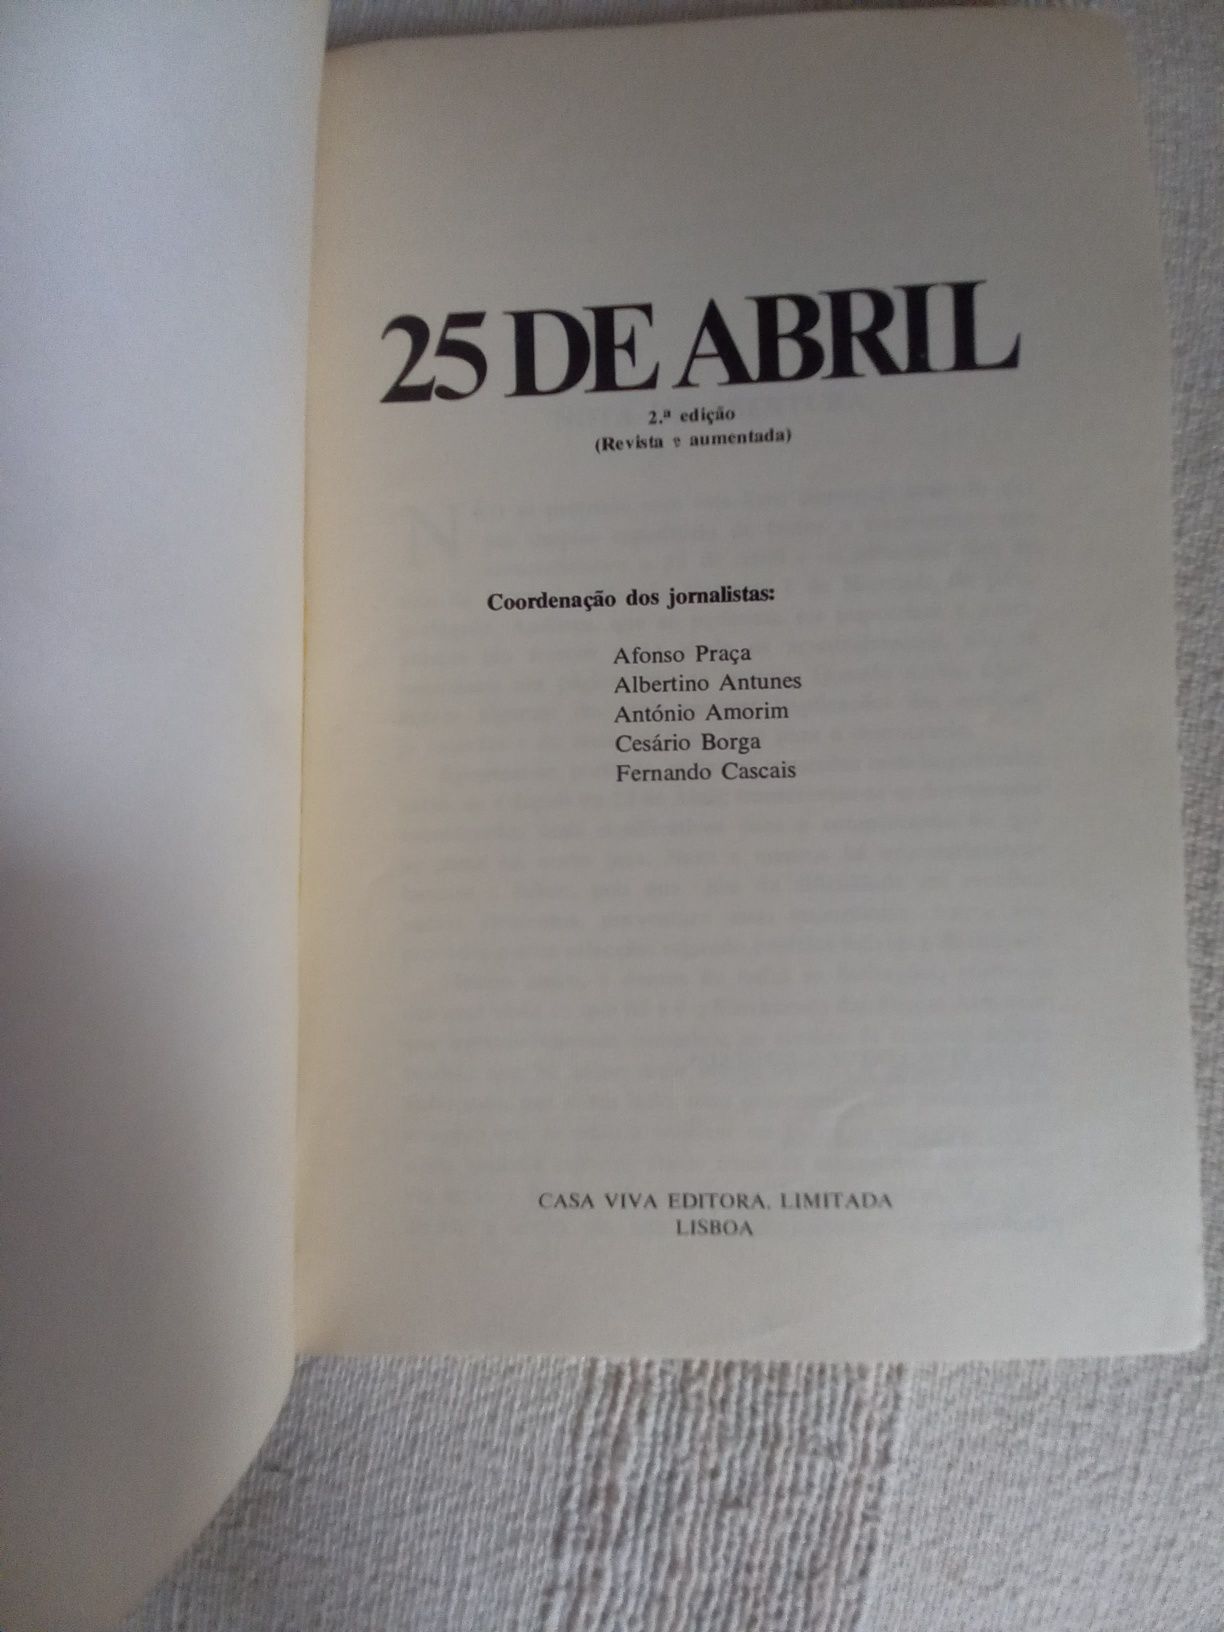 25 DE ABRIL
2.ª edição
(Revista e aumentada)
Coordenação dos jornalistas:
Afonso Praça
Albertino Antunes
António Amorim
Cesário Borga
Fernando Cascais
CASA VIVA EDITORA, LIMITADA
LISBOA